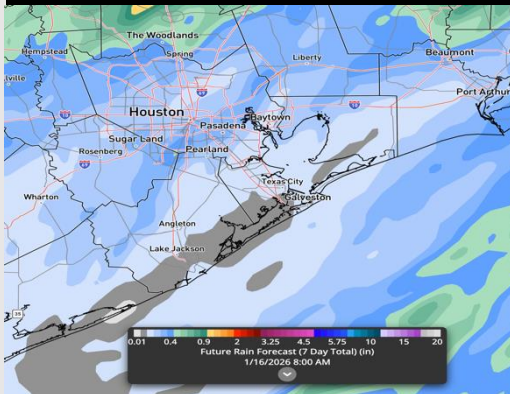 The Woodlands
Hempstead
Spring
Liberty
Beaumont
lville
Port Arthur
Houston
Baytown
Pasadena
Sugar Land
Rosenberg
Pearland
Texas City
Wharton
Galveston
Angleton
Lake Jackson
35
0.01 0.4 0.9 2 3.25 4.5 5.75 10 15 20
Future Rain Forecast (7 Day Total) (in)
1/16/2026 8:00 AM